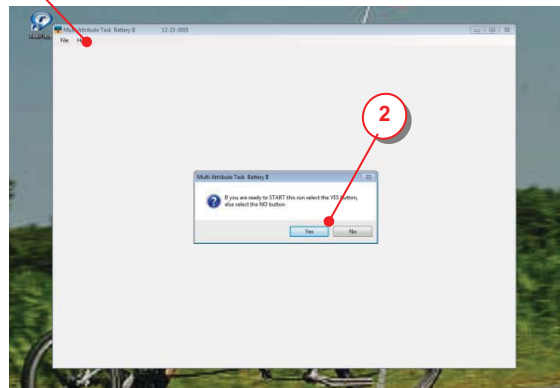 Multi Attribute Task Battery II 12-23-2013
File
2
Multi Attribute Task Battery II
If you are ready to START this run select the YES button,
else select the NO button
Yes No